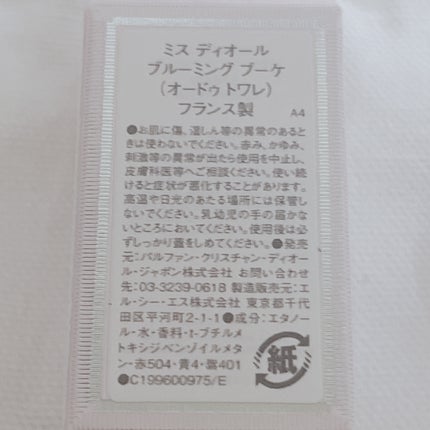 ミス ディオール
ブルーミング ブーケ
(オードゥ トワレ)
フランス製
A4
●お肌に傷、湿しん等の異常のあると
きは使わないでください。赤み、かゆみ、
刺激等の異常が出たら使用を中止し、
皮膚科医等へご相談ください。使い続
けると症状が悪化することがあります。
高温や日光のあたる場所には保管し
ないでください。乳幼児の手の届かな
いところにおいてください。使用後は必
ずしっかり蓋をしめてください。●発売
元:パルファン・クリスチャン・ディオー
ル・ジャポン株式会社 お問い合わせ
先:03-3239-0618 製造販売元:エ
ル・シー・エス株式会社 東京都千代
田区平河町2-1-1●成分:エタノー
ル・水・香料・t-ブチルメ
トキシジベンゾイルメタ
ン・赤504・黄4・紫401
●C199600975/E
紙